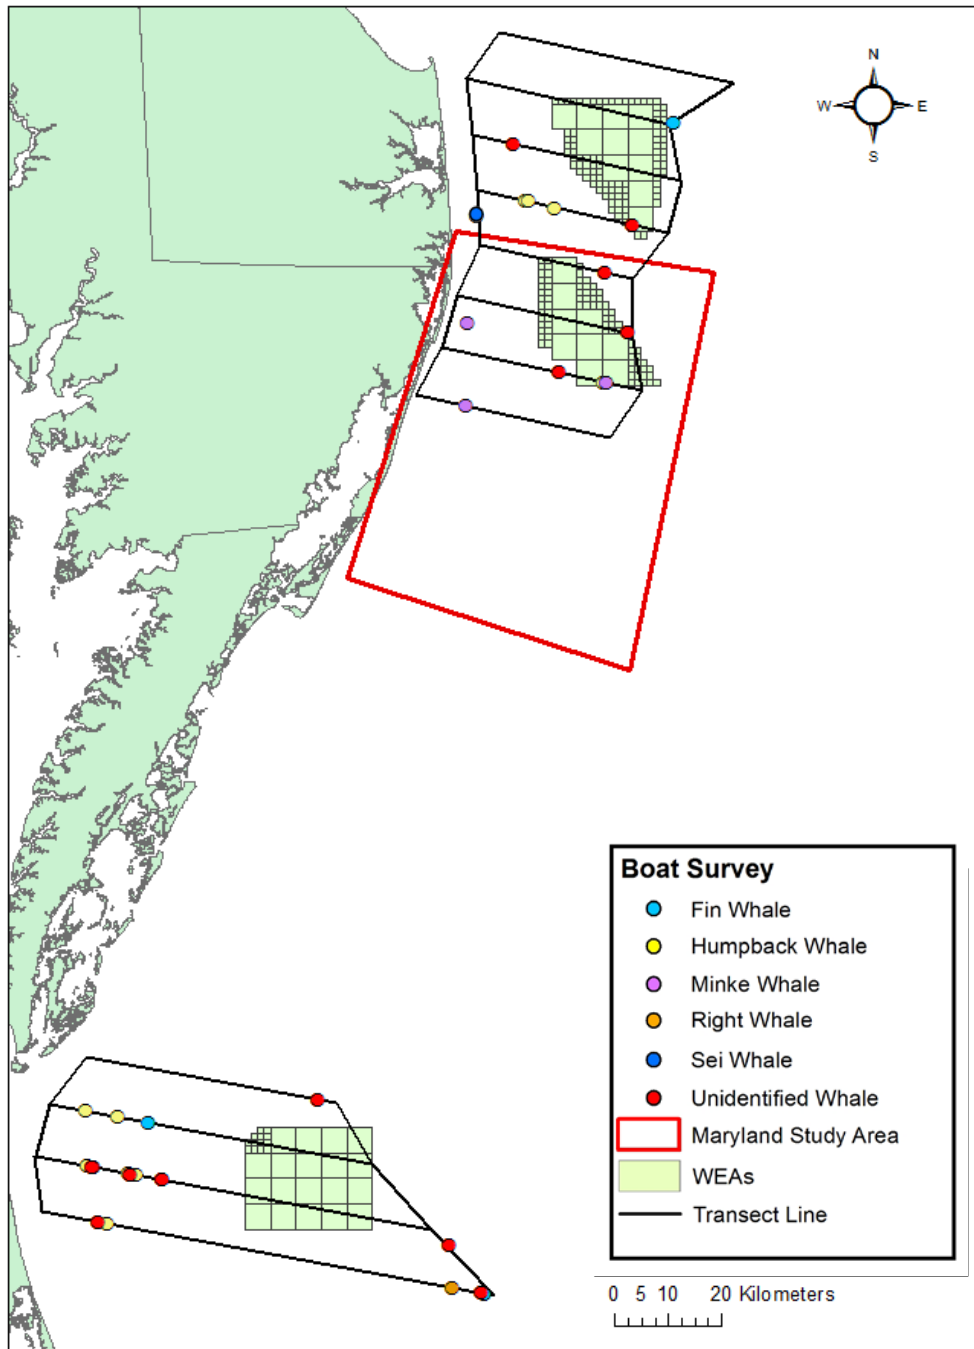 N
W E
S
Boat Survey
Fin Whale
Humpback Whale
Minke Whale
Right Whale
Sei Whale
Unidentified Whale
Maryland Study Area
WEAs
Transect Line
0 5 10 20 Kilometers